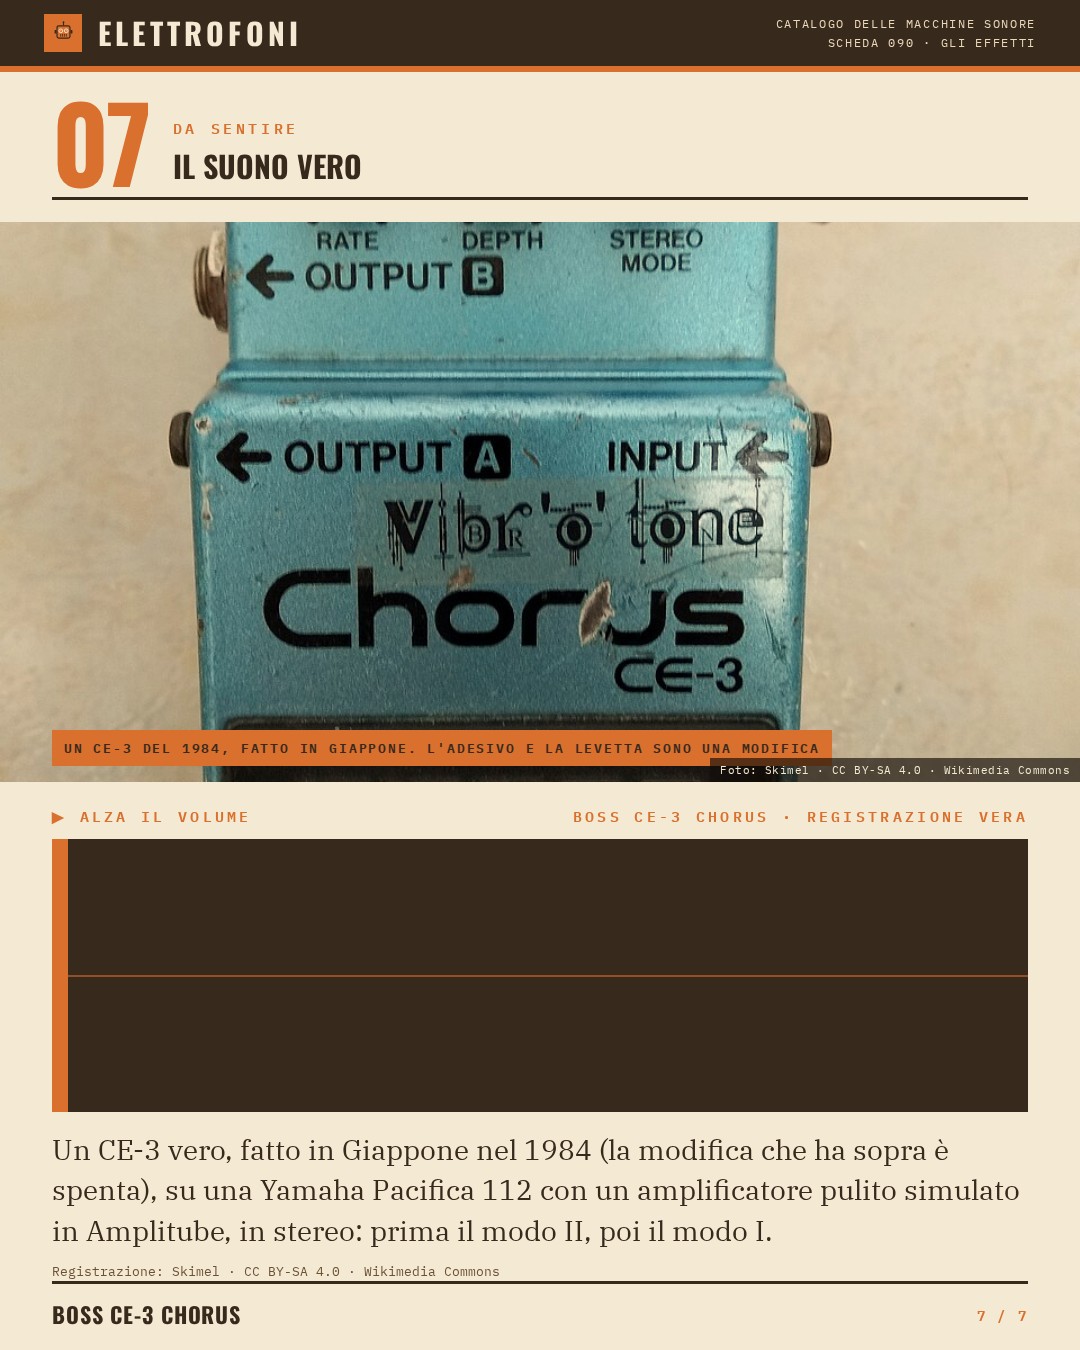 ELETTROFONI
CATALOGO DELLE MACCHINE SONORE
SCHEDA 090 · GLI EFFETTI
07
DA SENTIRE
IL SUONO VERO
RATE DEPTH STEREO MODE
← OUTPUT B
← OUTPUT A INPUT ←
Vibr'o'tone
Chorus
CE-3
UN CE-3 DEL 1984, FATTO IN GIAPPONE. L'ADESIVO E LA LEVETTA SONO UNA MODIFICA
Foto: Skimel · CC BY-SA 4.0 · Wikimedia Commons
▶ ALZA IL VOLUME
BOSS CE-3 CHORUS · REGISTRAZIONE VERA
Un CE-3 vero, fatto in Giappone nel 1984 (la modifica che ha sopra è
spenta), su una Yamaha Pacifica 112 con un amplificatore pulito simulato
in Amplitube, in stereo: prima il modo II, poi il modo I.
Registrazione: Skimel · CC BY-SA 4.0 · Wikimedia Commons
BOSS CE-3 CHORUS
7 / 7